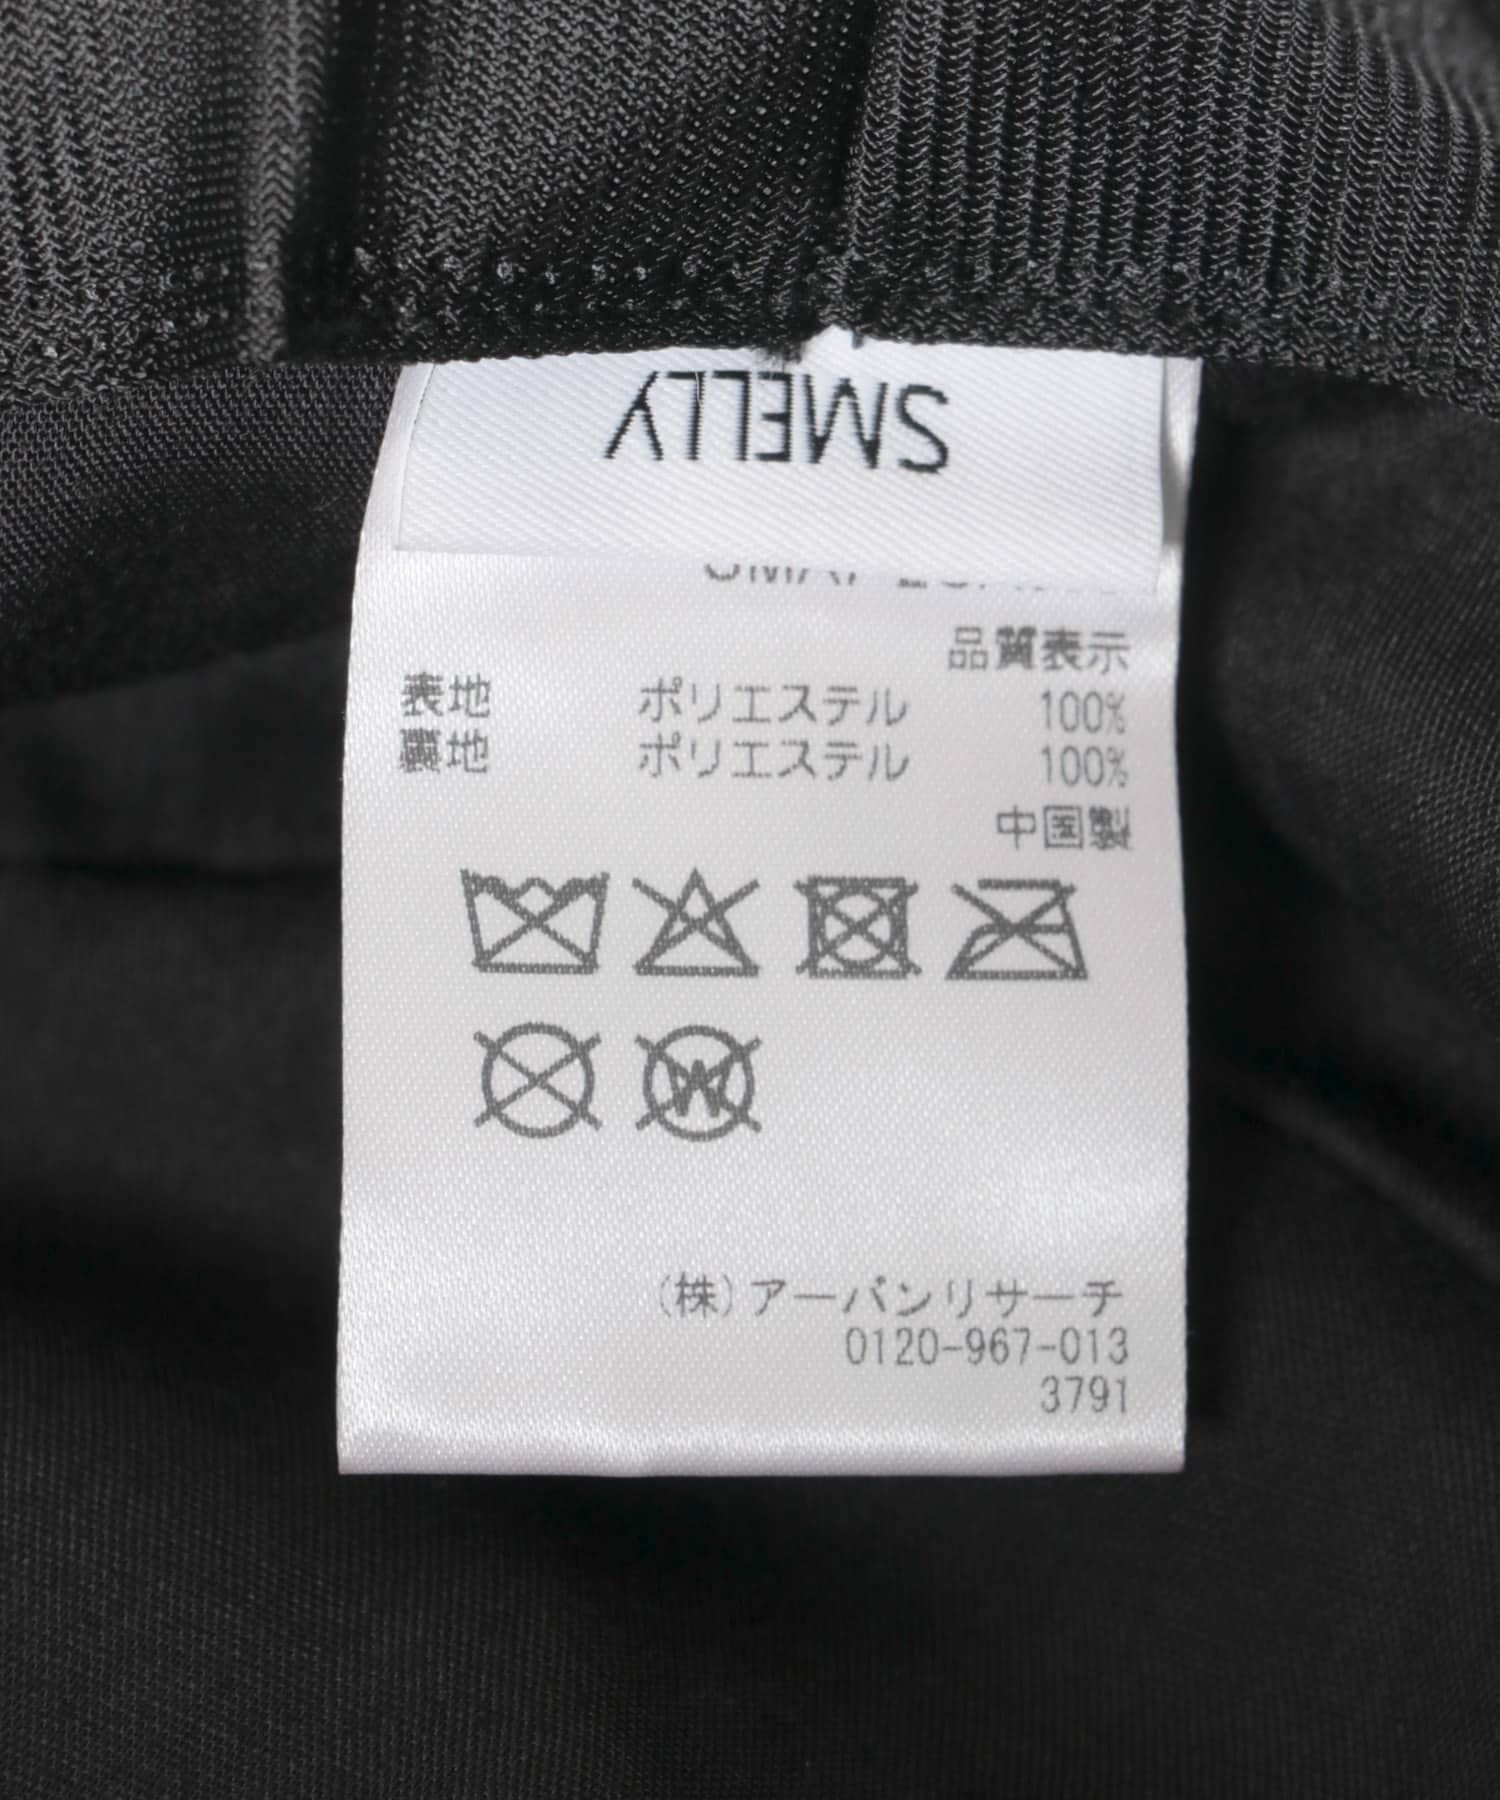 SMELLY
品質表示
表地 ポリエステル 100%
裏地 ポリエステル 100%
中国製
W
(株)アーバンリサーチ
0120-967-013
3791